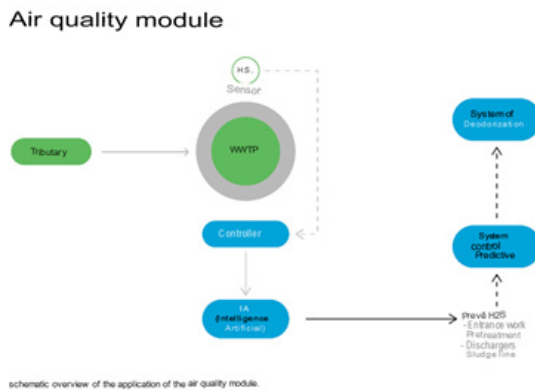 Air quality module
HS.
Sensor
WWTP
Tributary
Controller
IA
(Intelligence
Artificial)
System of
Deodorization
System
control
Predictive
Prevê H2S
- Entrance work
Pretreatment
- Dischargers
Sludge line
schematic overview of the application of the air quality module.